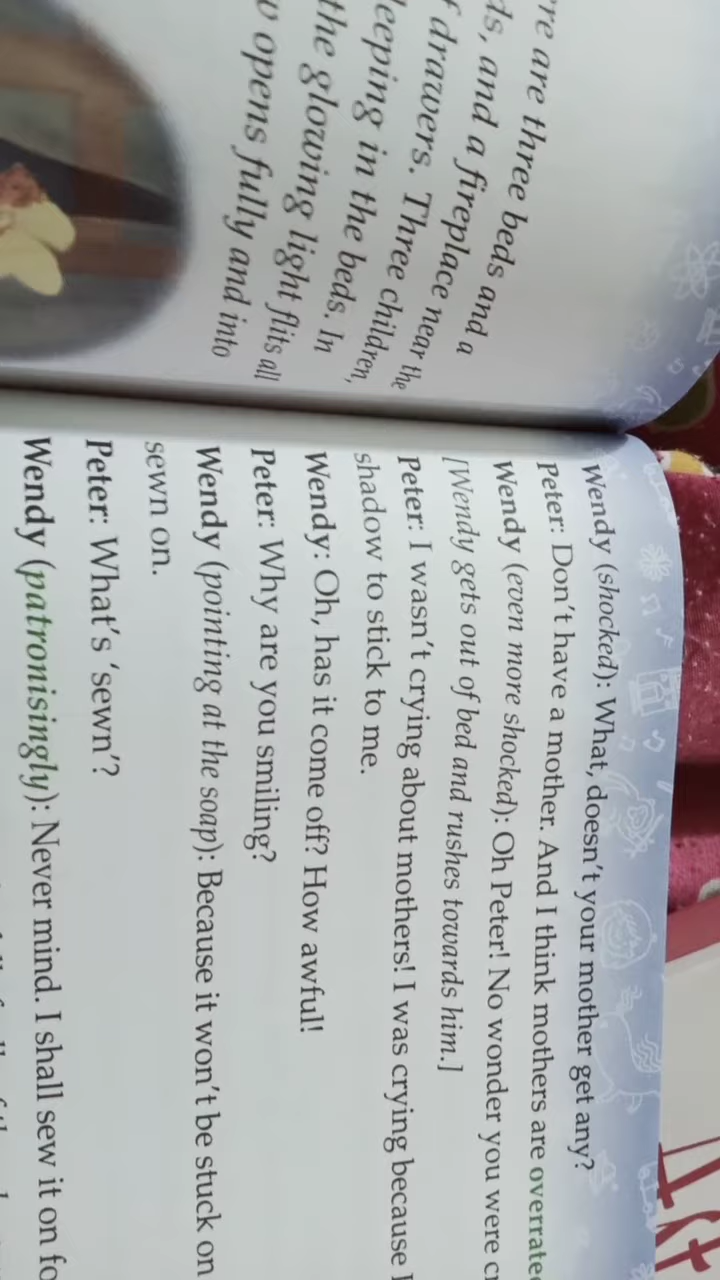 are three beds and a
and a fireplace near the
drawers. Three children,
sleeping in the beds. In
the glowing light flits all
opens fully and into
Wendy (shocked): What, doesn't your mother get any?
Peter: Don't have a mother. And I think mothers are
Wendy (even more shocked): Oh Peter! No wonder you were
[Wendy gets out of bed and rushes towards him.]
Peter: I wasn't crying about mothers! I was crying because I
shadow to stick to me.
Wendy: Oh, has it come off? How awful!
Peter: Why are you smiling?
Wendy (pointing at the soap): Because it won't be stuck on
sewn on.
Peter: What's 'sewn'?
Wendy (patronisingly): Never mind. I shall sew it on